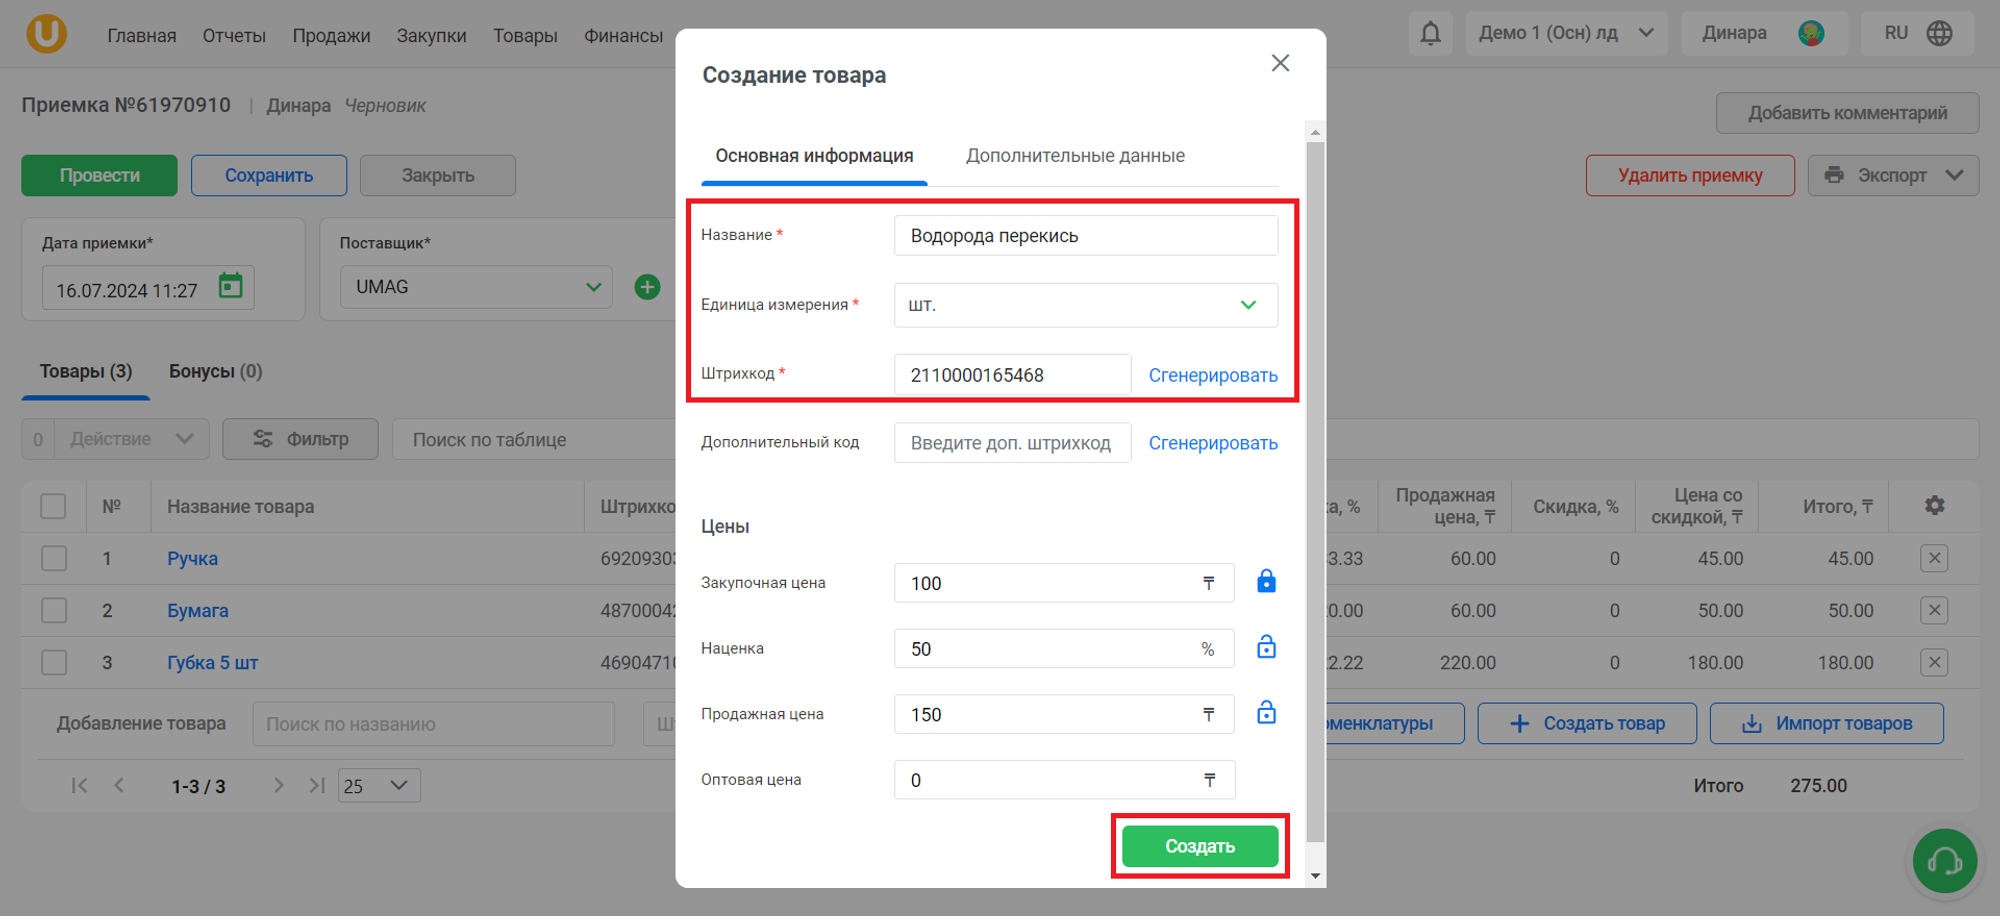 U
Главная Отчеты Продажи Закупки Товары Финансы
Демо 1 (Осн) лд Динара RU
Приемка №61970910 | Динара Черновик
Добавить комментарий
Провести Сохранить Закрыть
Удалить приемку Экспорт
Дата приемки*
16.07.2024 11:27
Поставщик*
UMAG
Товары (3) Бонусы (0)
0 Действие Фильтр Поиск по таблице
№ Название товара Штрихко а, % Продажная цена, ₸ Скидка, % Цена со скидкой, ₸ Итого, ₸
1 Ручка 6920930 3.33 60.00 0 45.00 45.00
2 Бумага 4870004 0.00 60.00 0 50.00 50.00
3 Губка 5 шт 4690471 2.22 220.00 0 180.00 180.00
Добавление товара Поиск по названию Ш оменклатуры Создать товар Импорт товаров
1-3 / 3 25 Итого 275.00
Создание товара
Основная информация Дополнительные данные
Название * Водорода перекись
Единица измерения * шт.
Штрихкод * 2110000165468 Сгенерировать
Дополнительный код Введите доп. штрихкод Сгенерировать
Цены
Закупочная цена 100 ₸
Наценка 50 %
Продажная цена 150 ₸
Оптовая цена 0 ₸
Создать